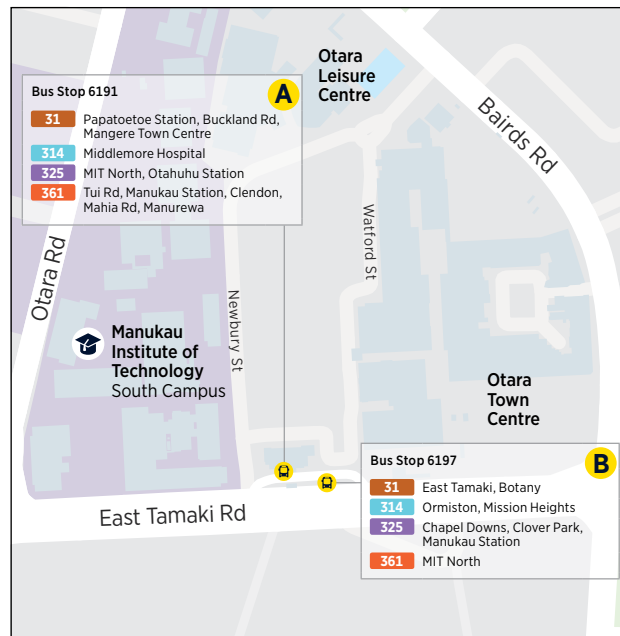 Otara
Leisure
Centre
Bairds Rd
Bus Stop 6191
A
31 Papatoetoe Station, Buckland Rd,
Mangere Town Centre
314 Middlemore Hospital
325 MIT North, Otahuhu Station
361 Tui Rd, Manukau Station, Clendon,
Mahia Rd, Manurewa
Watford St
Otara Rd
Newbury St
Manukau
Institute of
Technology
South Campus
Otara
Town
Centre
Bus Stop 6197
B
31 East Tamaki, Botany
314 Ormiston, Mission Heights
325 Chapel Downs, Clover Park,
Manukau Station
361 MIT North
East Tamaki Rd